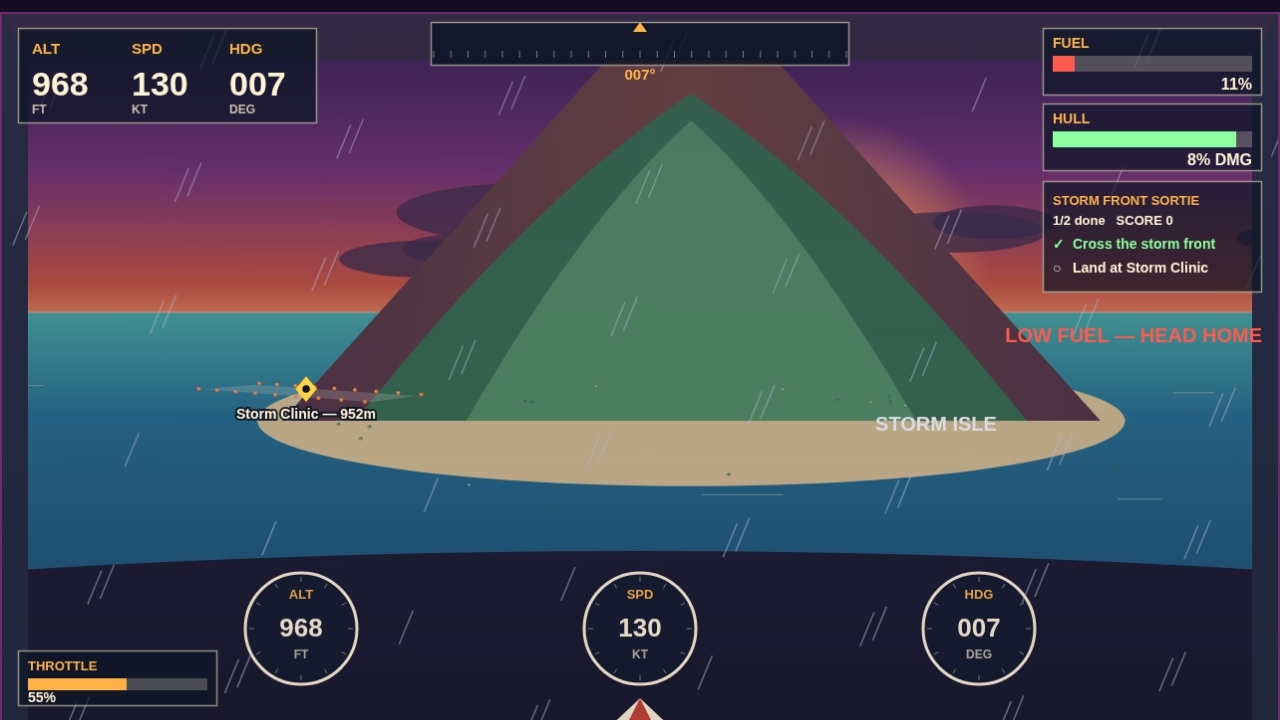 ALT SPD HDG
968 130 007
FT KT DEG
007°
FUEL
11%
HULL
8% DMG
STORM FRONT SORTIE
1/2 done SCORE 0
✓ Cross the storm front
○ Land at Storm Clinic
LOW FUEL — HEAD HOME
Storm Clinic — 952m
STORM ISLE
ALT
968
FT
SPD
130
KT
HDG
007
DEG
THROTTLE
55%